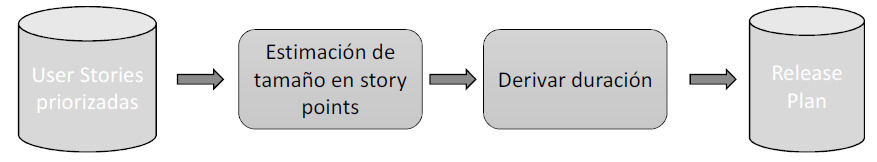 User Stories
priorizadas
Estimación de
tamaño en story
points
Derivar duración
Release
Plan